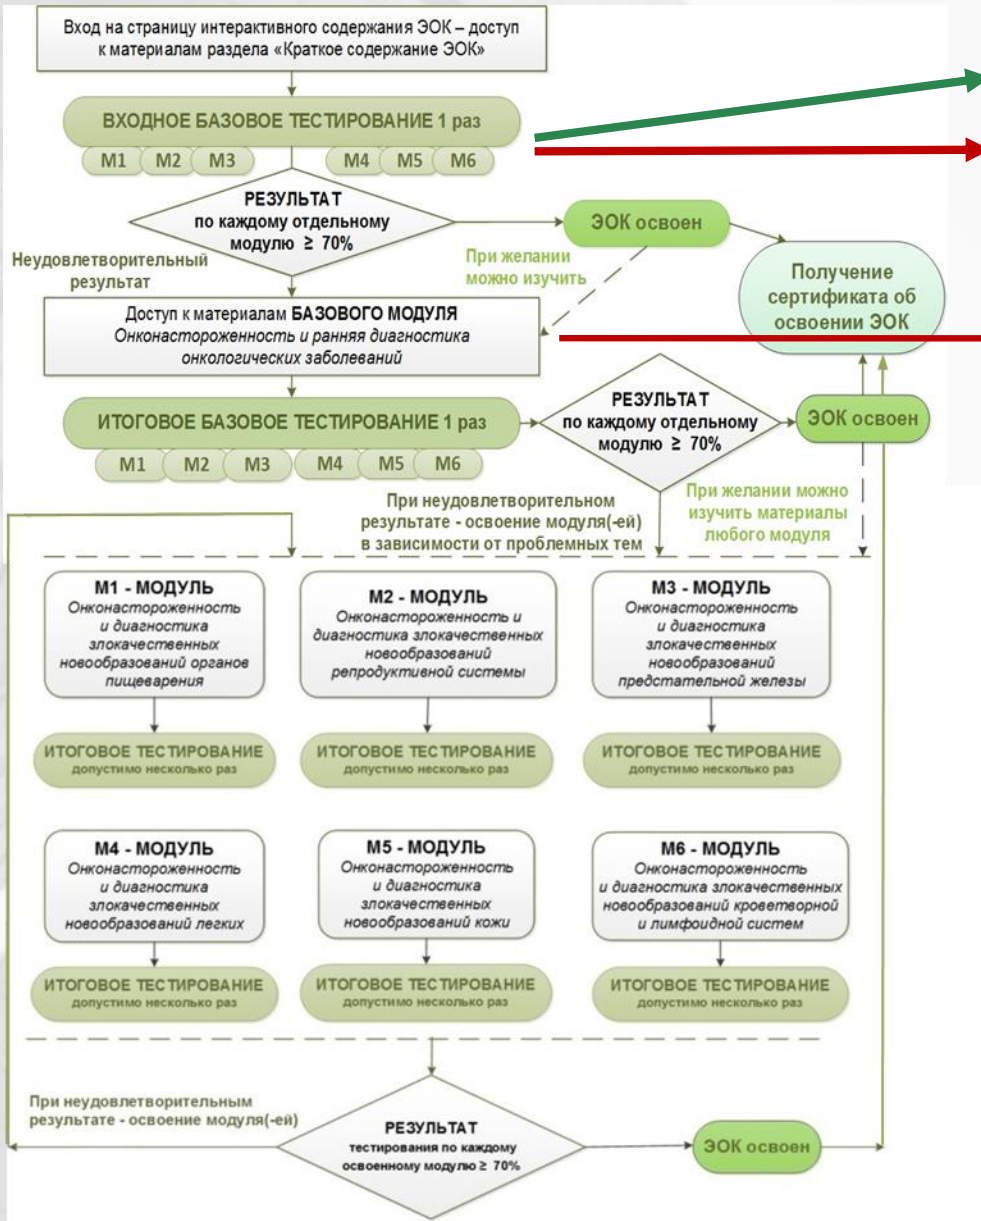 Вход на страницу интерактивного содержания ЭОК – доступ
к материалам раздела «Краткое содержание ЭОК»
ВХОДНОЕ БАЗОВОЕ ТЕСТИРОВАНИЕ 1 раз
М1 М2 М3 М4 М5 М6
РЕЗУЛЬТАТ
по каждому отдельному
модулю ≥ 70%
ЭОК освоен
Неудовлетворительный
результат
При желании
можно изучить
Получение
сертификата об
освоении ЭОК
Доступ к материалам БАЗОВОГО МОДУЛЯ
Онконастороженность и ранняя диагностика
онкологических заболеваний
ИТОГОВОЕ БАЗОВОЕ ТЕСТИРОВАНИЕ 1 раз
М1 М2 М3 М4 М5 М6
РЕЗУЛЬТАТ
по каждому отдельному
модулю ≥ 70%
ЭОК освоен
При неудовлетворительном
результате - освоение модуля(-ей)
в зависимости от проблемных тем
При желании можно
изучить материалы
любого модуля
М1 - МОДУЛЬ
Онконастороженность
и диагностика
злокачественных
новообразований органов
пищеварения
М2 - МОДУЛЬ
Онконастороженность и
диагностика злокачественных
новообразований
репродуктивной системы
М3 - МОДУЛЬ
Онконастороженность
и диагностика
злокачественных
новообразований
предстательной железы
ИТОГОВОЕ ТЕСТИРОВАНИЕ
допустимо несколько раз
ИТОГОВОЕ ТЕСТИРОВАНИЕ
допустимо несколько раз
ИТОГОВОЕ ТЕСТИРОВАНИЕ
допустимо несколько раз
М4 - МОДУЛЬ
Онконастороженность
и диагностика
злокачественных
новообразований легких
М5 - МОДУЛЬ
Онконастороженность
и диагностика
злокачественных
новообразований кожи
М6 - МОДУЛЬ
Онконастороженность
и диагностика злокачественных
новообразований кроветворной
и лимфоидной систем
ИТОГОВОЕ ТЕСТИРОВАНИЕ
допустимо несколько раз
ИТОГОВОЕ ТЕСТИРОВАНИЕ
допустимо несколько раз
ИТОГОВОЕ ТЕСТИРОВАНИЕ
допустимо несколько раз
При неудовлетворительным
результате - освоение модуля(-ей)
РЕЗУЛЬТАТ
тестирования по каждому
освоенному модулю ≥ 70%
ЭОК освоен